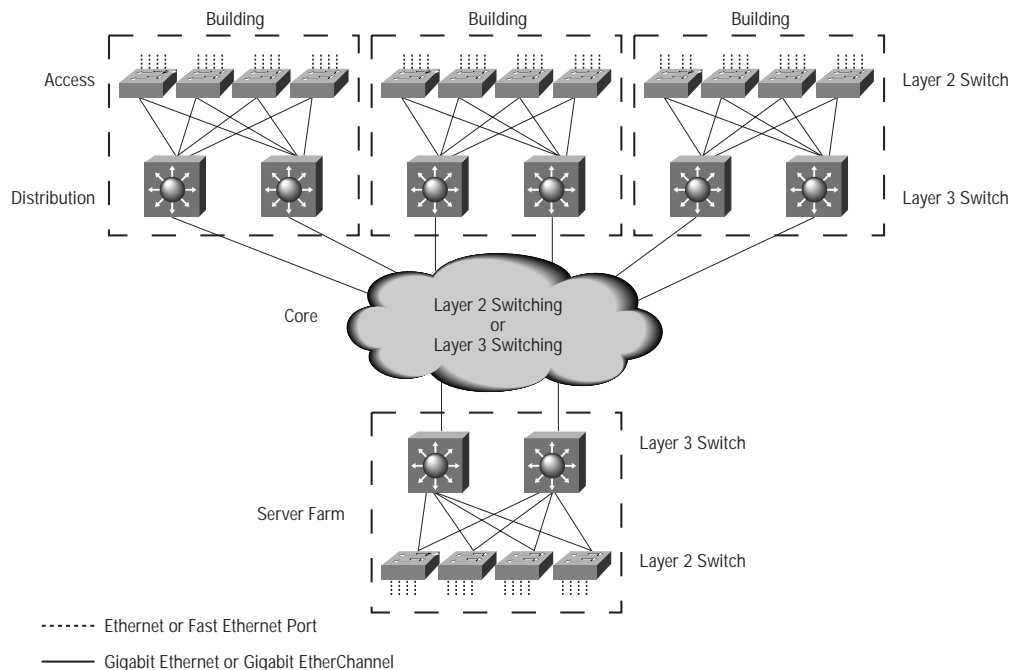 Building
Building
Building
Access
Layer 2 Switch
Distribution
Layer 3 Switch
Core
Layer 2 Switching
or
Layer 3 Switching
Layer 3 Switch
Server Farm
Layer 2 Switch
Ethernet or Fast Ethernet Port
Gigabit Ethernet or Gigabit EtherChannel